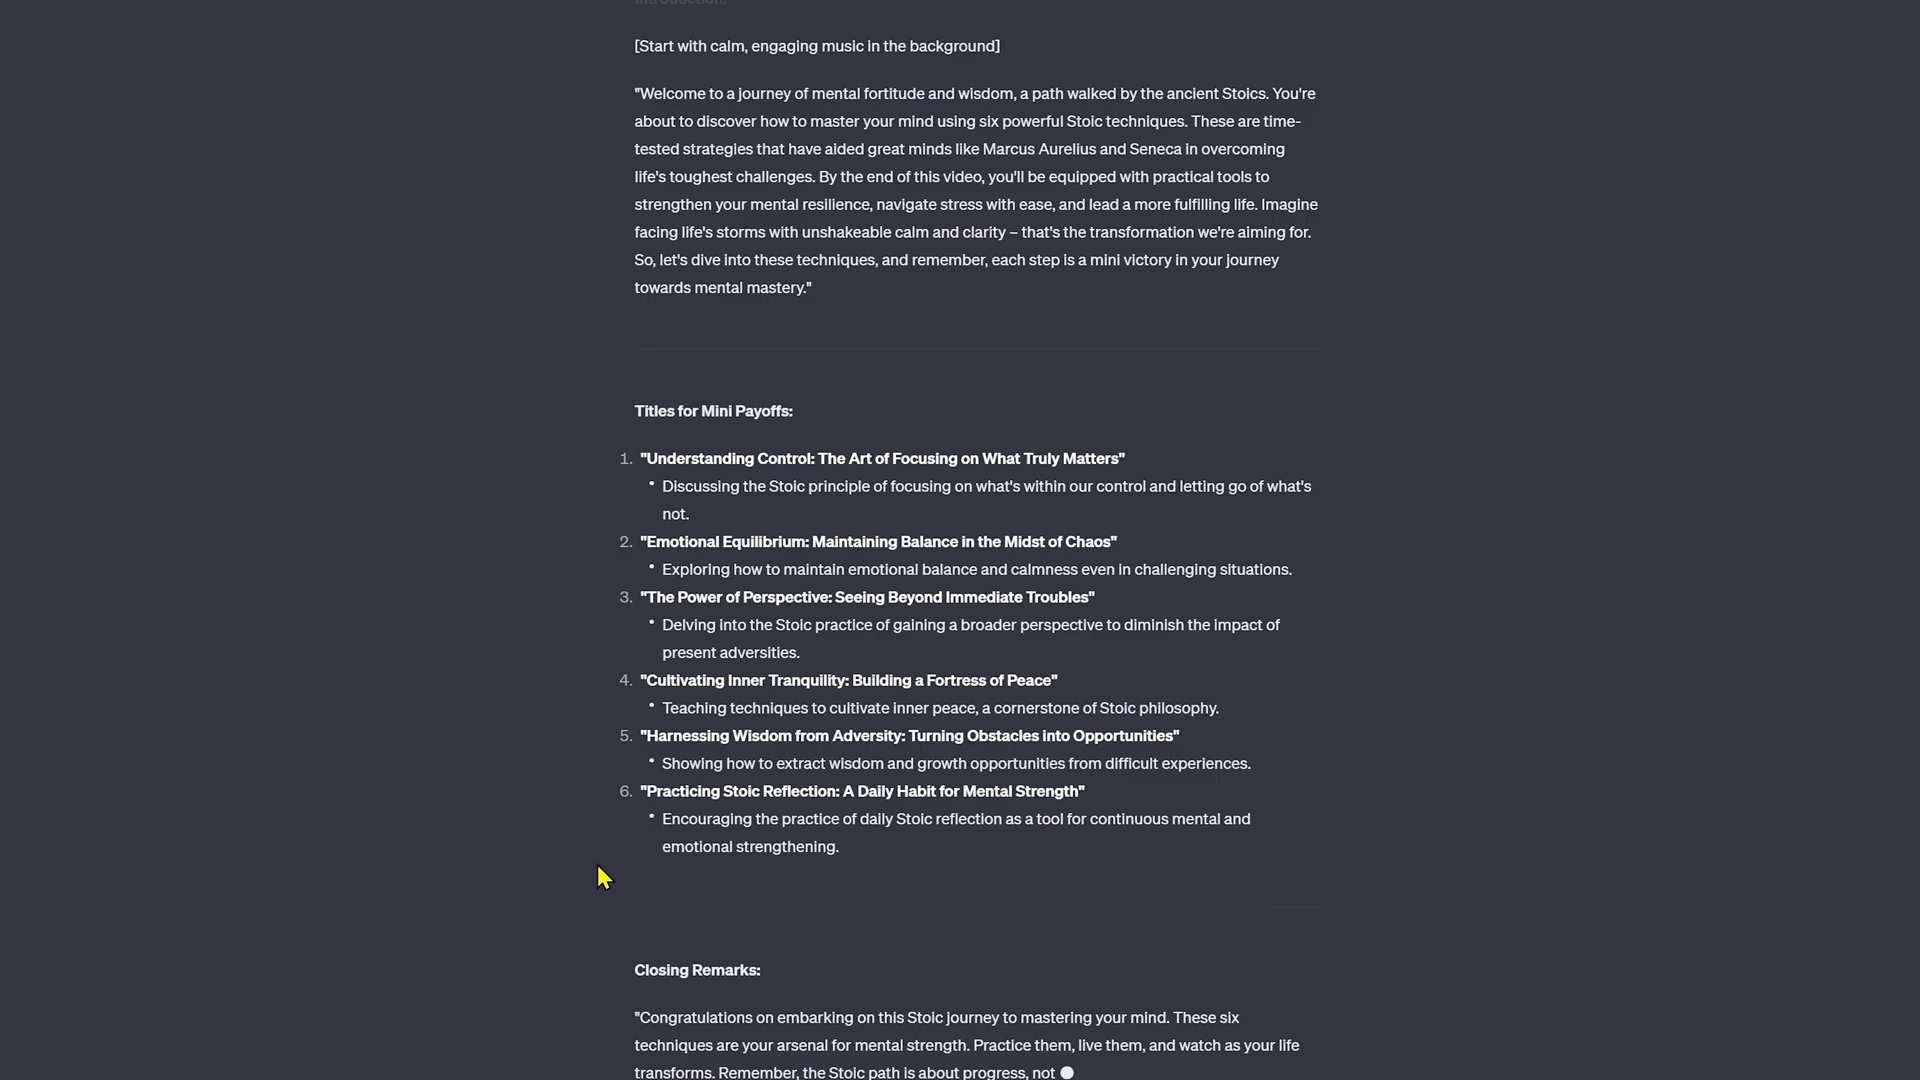 Introduction:
[Start with calm, engaging music in the background]
"Welcome to a journey of mental fortitude and wisdom, a path walked by the ancient Stoics. You're
about to discover how to master your mind using six powerful Stoic techniques. These are time-
tested strategies that have aided great minds like Marcus Aurelius and Seneca in overcoming
life's toughest challenges. By the end of this video, you'll be equipped with practical tools to
strengthen your mental resilience, navigate stress with ease, and lead a more fulfilling life. Imagine
facing life's storms with unshakeable calm and clarity – that's the transformation we're aiming for.
So, let's dive into these techniques, and remember, each step is a mini victory in your journey
towards mental mastery."
Titles for Mini Payoffs:
1. "Understanding Control: The Art of Focusing on What Truly Matters"
• Discussing the Stoic principle of focusing on what's within our control and letting go of what's
not.
2. "Emotional Equilibrium: Maintaining Balance in the Midst of Chaos"
• Exploring how to maintain emotional balance and calmness even in challenging situations.
3. "The Power of Perspective: Seeing Beyond Immediate Troubles"
• Delving into the Stoic practice of gaining a broader perspective to diminish the impact of
present adversities.
4. "Cultivating Inner Tranquility: Building a Fortress of Peace"
• Teaching techniques to cultivate inner peace, a cornerstone of Stoic philosophy.
5. "Harnessing Wisdom from Adversity: Turning Obstacles into Opportunities"
• Showing how to extract wisdom and growth opportunities from difficult experiences.
6. "Practicing Stoic Reflection: A Daily Habit for Mental Strength"
• Encouraging the practice of daily Stoic reflection as a tool for continuous mental and
emotional strengthening.
Closing Remarks:
"Congratulations on embarking on this Stoic journey to mastering your mind. These six
techniques are your arsenal for mental strength. Practice them, live them, and watch as your life
transforms. Remember, the Stoic path is about progress, not